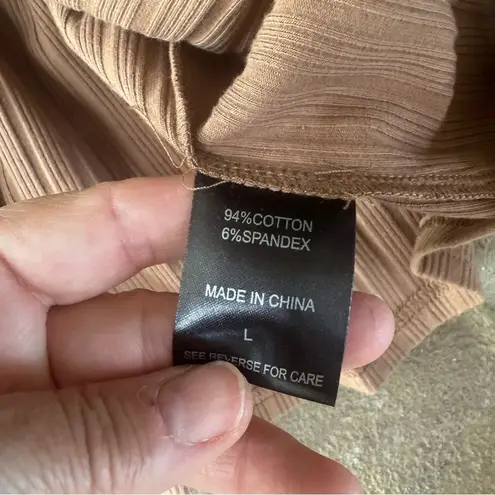 94%COTTON
6%SPANDEX
MADE IN CHINA
L
SEE REVERSE FOR CARE